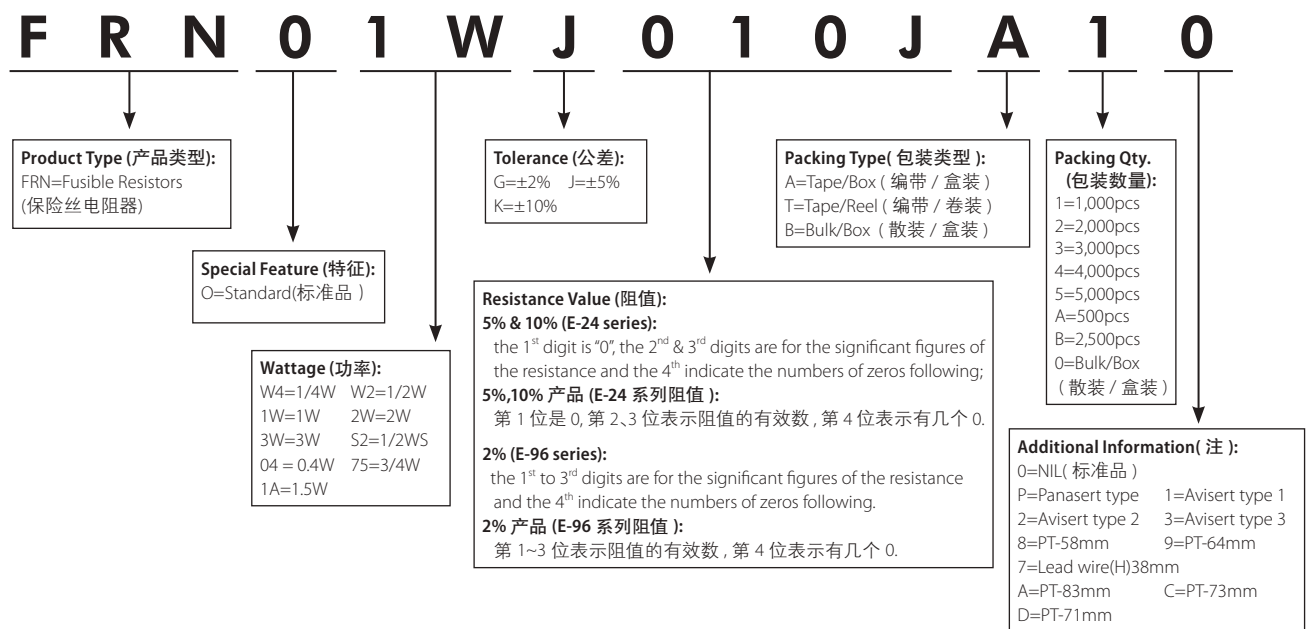 F R N 0 1 W J 0 1 0 J A 1 0
Product Type (产品类型):
FRN=Fusible Resistors
(保险丝电阻器)
Special Feature (特征):
O=Standard(标准品 )
Wattage (功率):
W4=1/4W W2=1/2W
1W=1W 2W=2W
3W=3W S2=1/2WS
04 = 0.4W 75=3/4W
1A=1.5W
Tolerance (公差):
G=±2% J=±5%
K=±10%
Resistance Value (阻值):
5% & 10% (E-24 series):
the 1st digit is "0", the 2nd & 3rd digits are for the significant figures of
the resistance and the 4th indicate the numbers of zeros following;
5%,10% 产品 (E-24 系列阻值 ):
第 1 位是 0, 第 2、3 位表示阻值的有效数 , 第 4 位表示有几个 0.
2% (E-96 series):
the 1st to 3rd digits are for the significant figures of the resistance
and the 4th indicate the numbers of zeros following.
2% 产品 (E-96 系列阻值 ):
第 1~3 位表示阻值的有效数 , 第 4 位表示有几个 0.
Packing Type( 包装类型 ):
A=Tape/Box ( 编带 / 盒装 )
T=Tape/Reel ( 编带 / 卷装 )
B=Bulk/Box ( 散装 / 盒装 )
Packing Qty.
(包装数量):
1=1,000pcs
2=2,000pcs
3=3,000pcs
4=4,000pcs
5=5,000pcs
A=500pcs
B=2,500pcs
0=Bulk/Box
( 散装 / 盒装 )
Additional Information( 注 ):
0=NIL( 标准品 )
P=Panasert type 1=Avisert type 1
2=Avisert type 2 3=Avisert type 3
8=PT-58mm 9=PT-64mm
7=Lead wire(H)38mm
A=PT-83mm C=PT-73mm
D=PT-71mm